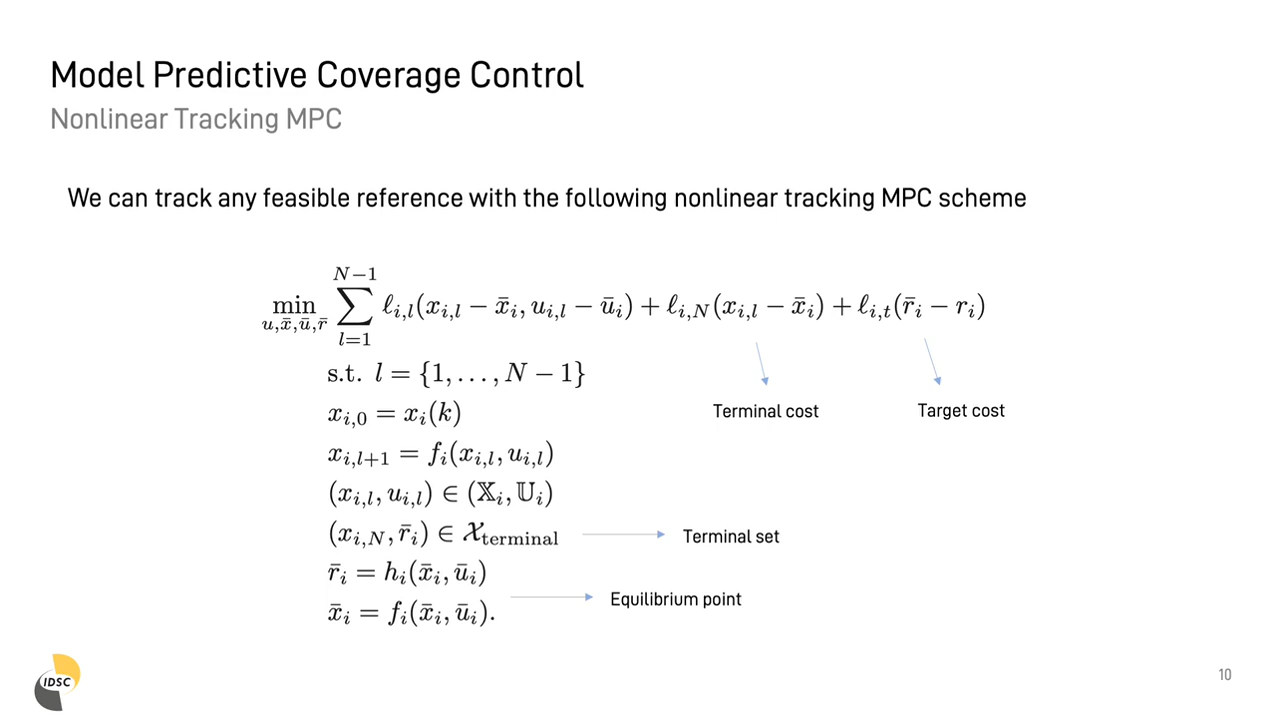 Model Predictive Coverage Control
Nonlinear Tracking MPC
We can track any feasible reference with the following nonlinear tracking MPC scheme
min_{u,x̄,ū,r̄} ∑_{l=1}^{N−1} ℓ_{i,l}(x_{i,l} − x̄_i, u_{i,l} − ū_i) + ℓ_{i,N}(x_{i,l} − x̄_i) + ℓ_{i,t}(r̄_i − r_i)
s.t. l = {1, . . . , N − 1}
x_{i,0} = x_i(k)
Terminal cost
Target cost
x_{i,l+1} = f_i(x_{i,l}, u_{i,l})
(x_{i,l}, u_{i,l}) ∈ (𝕏_i, 𝕌_i)
(x_{i,N}, r̄_i) ∈ 𝒳_{terminal}
Terminal set
r̄_i = h_i(x̄_i, ū_i)
Equilibrium point
x̄_i = f_i(x̄_i, ū_i).
IDSC
10